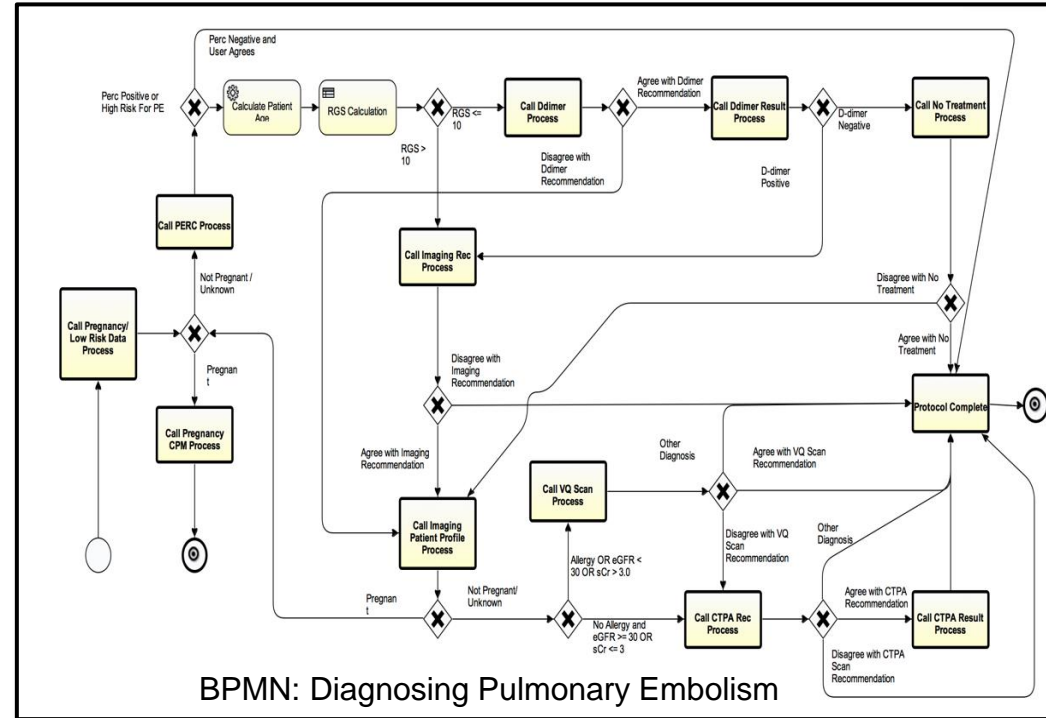 Perc Negative and
User Agrees
Perc Positive or
High Risk For PE
Calculate Patient
Age
RGS Calculation
RGS <=
10
RGS >
10
Call Ddimer
Process
Agree with Ddimer
Recommendation
Disagree with
Ddimer
Recommendation
Call Ddimer Result
Process
D-dimer
Negative
D-dimer
Positive
Call No Treatment
Process
Call PERC Process
Call Imaging Rec
Process
Not Pregnant /
Unknown
Call Pregnancy/
Low Risk Data
Process
Pregnan
t
Call Pregnancy
CPM Process
Disagree with No
Treatment
Agree with No
Treatment
Disagree with
Imaging
Recommendation
Agree with Imaging
Recommendation
Protocol Complete
Call VQ Scan
Process
Other
Diagnosis
Agree with VQ Scan
Recommendation
Disagree with VQ
Scan
Recommendation
Call Imaging
Patient Profile
Process
Pregnan
t
Not Pregnant/
Unknown
Allergy OR eGFR <
30 OR sCr > 3.0
No Allergy and
eGFR >= 30 OR
sCr <= 3
Call CTPA Rec
Process
Other
Diagnosis
Agree with CTPA
Recommendation
Disagree with CTPA
Scan
Recommendation
Call CTPA Result
Process
BPMN: Diagnosing Pulmonary Embolism